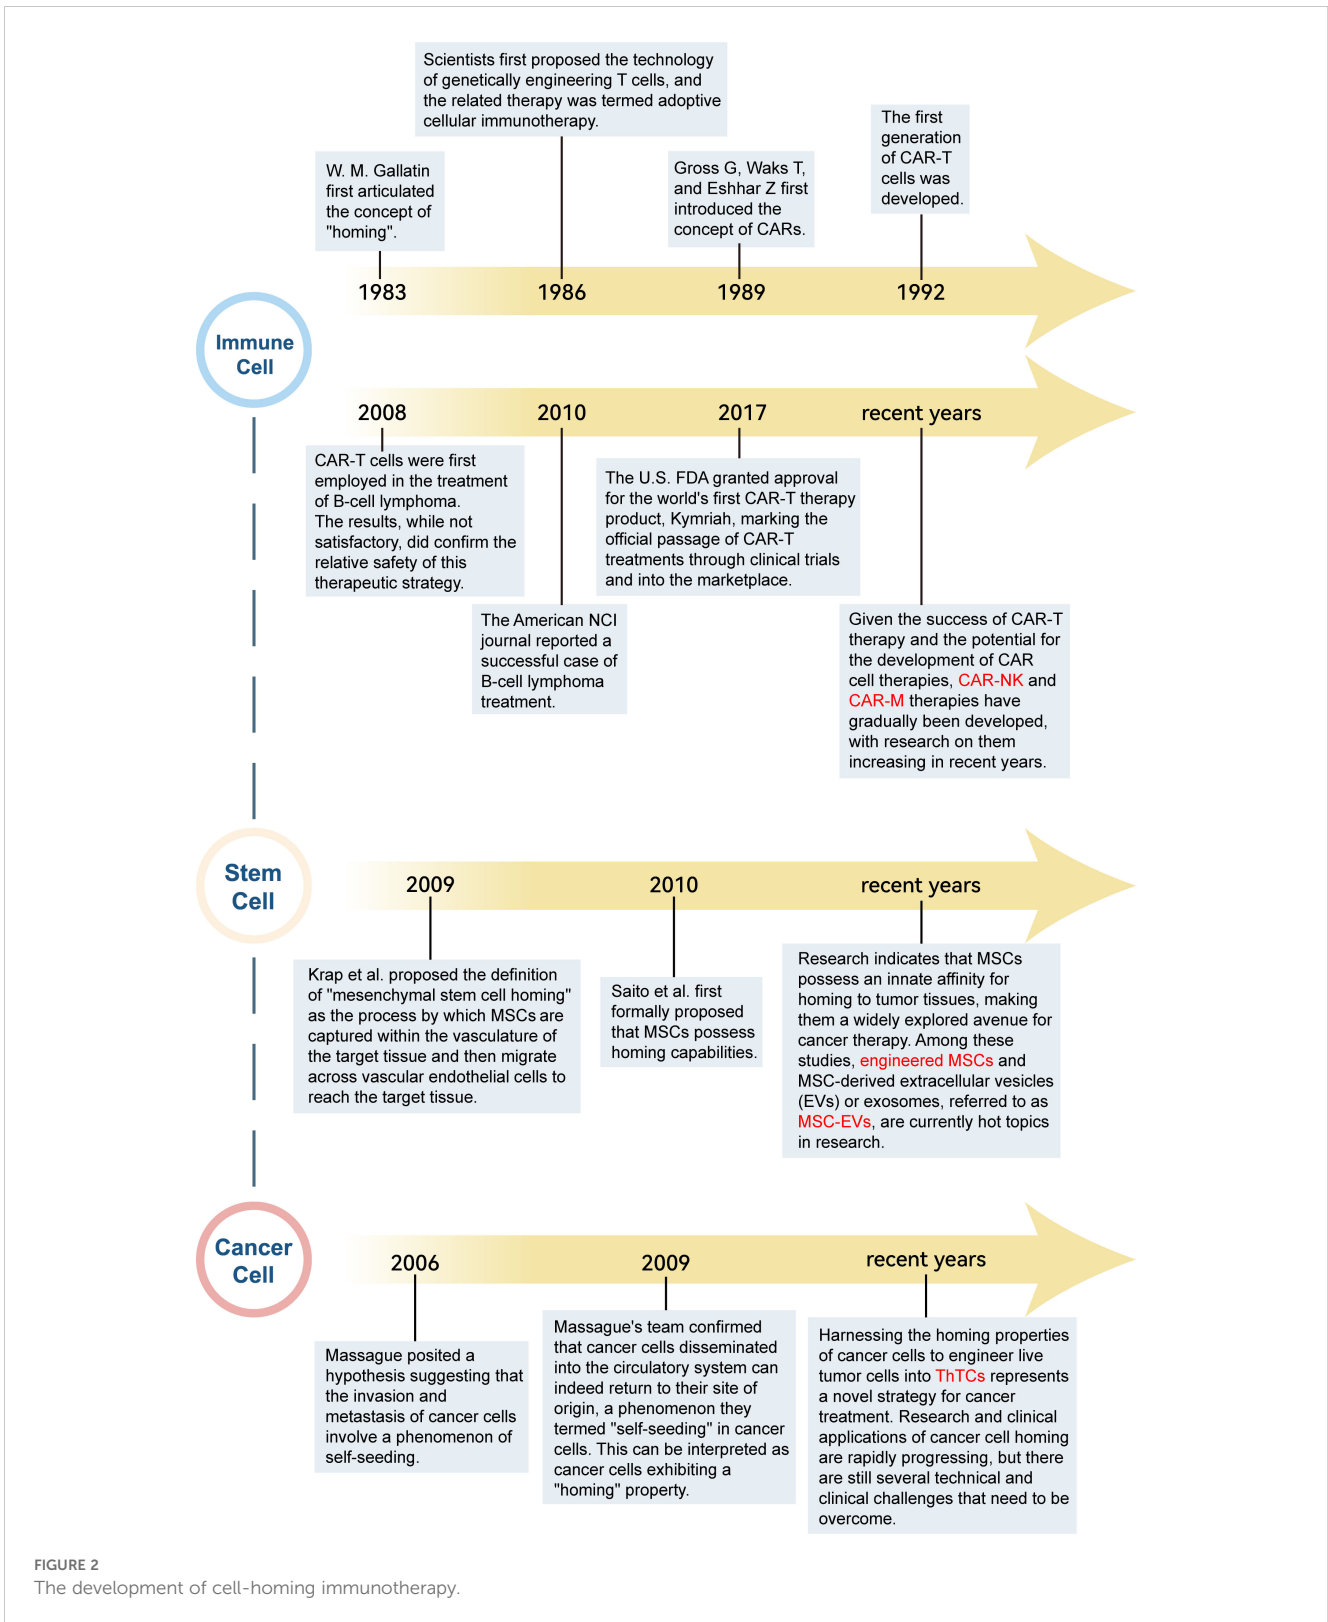 Scientists first proposed the technology
of genetically engineering T cells, and
the related therapy was termed adoptive
cellular immunotherapy.
The first
generation
of CAR-T
cells was
developed.
W. M. Gallatin
first articulated
the concept of
"homing".
Gross G, Waks T,
and Eshhar Z first
introduced the
concept of CARs.
1983
1986
1989
1992
Immune
Cell
2008
2010
2017
recent years
CAR-T cells were first
employed in the treatment
of B-cell lymphoma.
The results, while not
satisfactory, did confirm the
relative safety of this
therapeutic strategy.
The American NCI
journal reported a
successful case of
B-cell lymphoma
treatment.
The U.S. FDA granted approval
for the world's first CAR-T therapy
product, Kymriah, marking the
official passage of CAR-T
treatments through clinical trials
and into the marketplace.
Given the success of CAR-T
therapy and the potential for
the development of CAR
cell therapies, CAR-NK and
CAR-M therapies have
gradually been developed,
with research on them
increasing in recent years.
Stem
Cell
2009
2010
recent years
Krap et al. proposed the definition
of "mesenchymal stem cell homing"
as the process by which MSCs are
captured within the vasculature of
the target tissue and then migrate
across vascular endothelial cells to
reach the target tissue.
Saito et al. first
formally proposed
that MSCs possess
homing capabilities.
Research indicates that MSCs
possess an innate affinity for
homing to tumor tissues, making
them a widely explored avenue for
cancer therapy. Among these
studies, engineered MSCs and
MSC-derived extracellular vesicles
(EVs) or exosomes, referred to as
MSC-EVs, are currently hot topics
in research.
Cancer
Cell
2006
2009
recent years
Massague posited a
hypothesis suggesting that
the invasion and
metastasis of cancer cells
involve a phenomenon of
self-seeding.
Massague's team confirmed
that cancer cells disseminated
into the circulatory system can
indeed return to their site of
origin, a phenomenon they
termed "self-seeding" in cancer
cells. This can be interpreted as
cancer cells exhibiting a
"homing" property.
Harnessing the homing properties
of cancer cells to engineer live
tumor cells into ThTCs represents
a novel strategy for cancer
treatment. Research and clinical
applications of cancer cell homing
are rapidly progressing, but there
are still several technical and
clinical challenges that need to be
overcome.
FIGURE 2
The development of cell-homing immunotherapy.